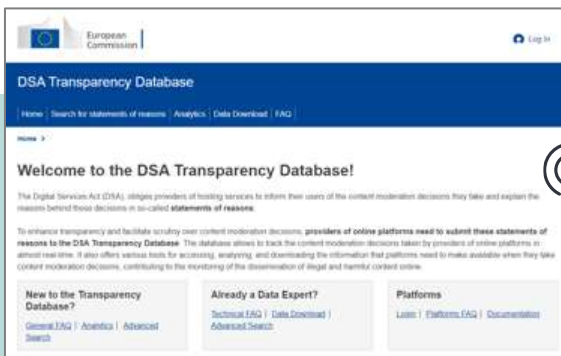 European
Commission
Log In
DSA Transparency Database
Home | Search for statements of reasons | Analytics | Data Download | FAQ
Home >
Welcome to the DSA Transparency Database!
The Digital Services Act (DSA), obliges providers of hosting services to inform their users of the content moderation decisions they take and explain the
reasons behind those decisions in so-called statements of reasons.
To enhance transparency and facilitate scrutiny over content moderation decisions, providers of online platforms need to submit these statements of
reasons to the DSA Transparency Database. The database allows to track the content moderation decisions taken by providers of online platforms in
almost real-time. It also offers various tools for accessing, analyzing, and downloading the information that platforms need to make available when they take
content moderation decisions, contributing to the monitoring of the dissemination of illegal and harmful content online.
New to the Transparency
Database?
General FAQ | Analytics | Advanced
Search
Already a Data Expert?
Technical FAQ | Data Download |
Advanced Search
Platforms
Login | Platforms FAQ | Documentation